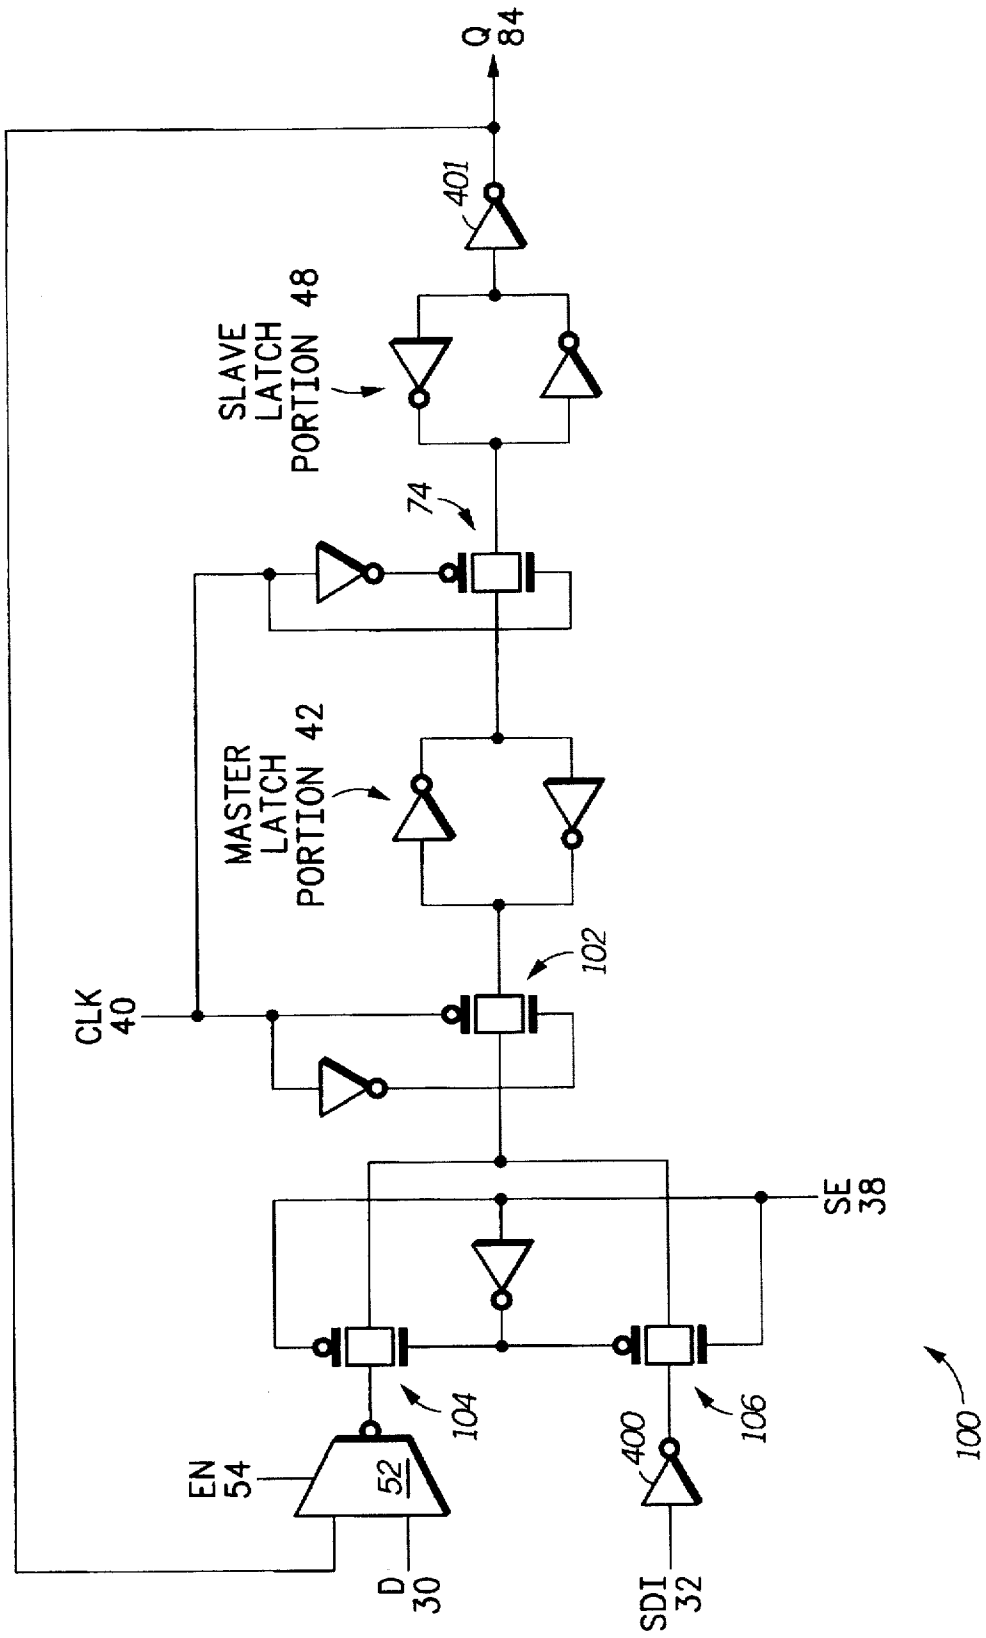 Q
84
401
SLAVE
LATCH
PORTION 48
74
MASTER
LATCH
PORTION 42
102
CLK
40
SE
38
104
106
EN
54
52
400
D
30
SDI
32
100